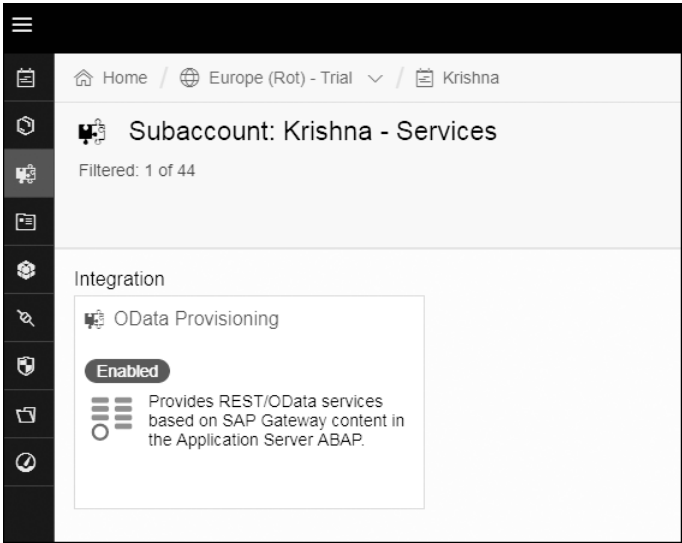 Home / Europe (Rot) - Trial / Krishna
Subaccount: Krishna - Services
Filtered: 1 of 44
Integration
OData Provisioning
Enabled
Provides REST/OData services
based on SAP Gateway content in
the Application Server ABAP.